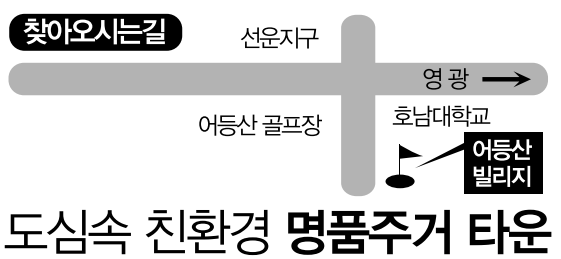 찾아오시는길
선운지구
영광
어등산 골프장
호남대학교
어등산
빌리지
도심속 친환경 명품주거 타운